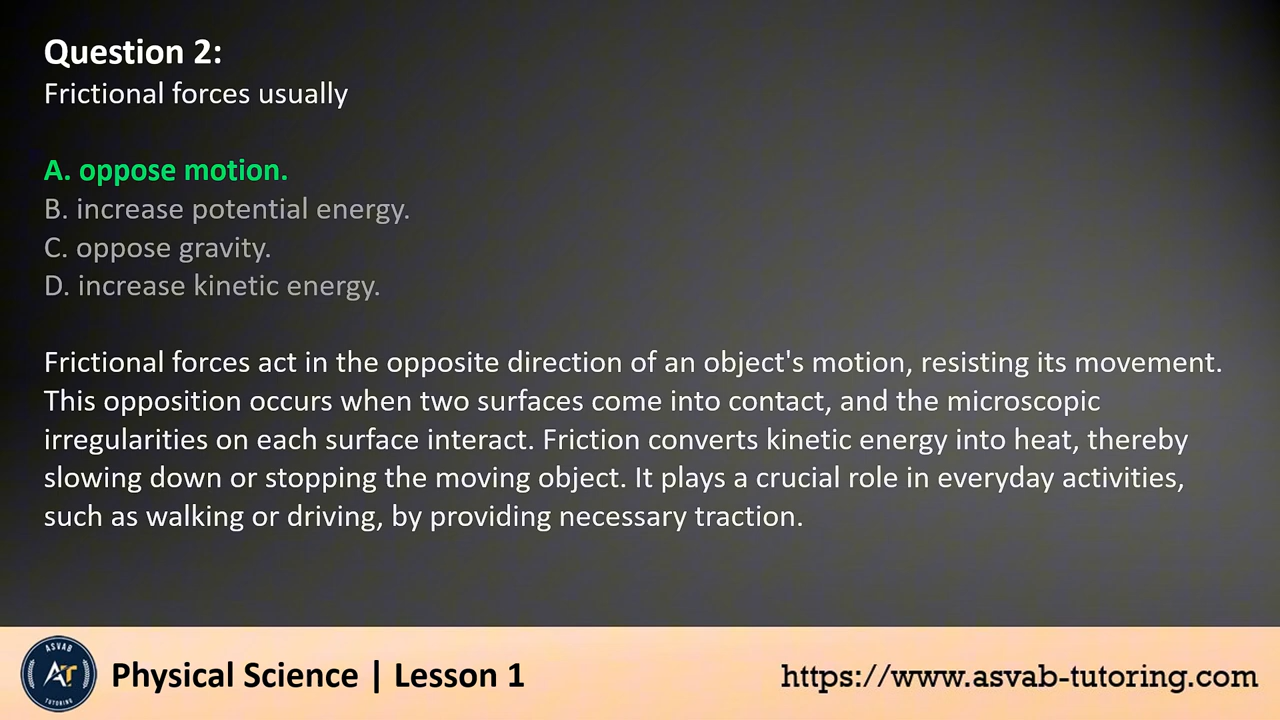 Question 2:
Frictional forces usually
A. oppose motion.
B. increase potential energy.
C. oppose gravity.
D. increase kinetic energy.
Frictional forces act in the opposite direction of an object's motion, resisting its movement.
This opposition occurs when two surfaces come into contact, and the microscopic
irregularities on each surface interact. Friction converts kinetic energy into heat, thereby
slowing down or stopping the moving object. It plays a crucial role in everyday activities,
such as walking or driving, by providing necessary traction.
ASVAB
AT
TUTORING
Physical Science | Lesson 1
https://www.asvab-tutoring.com